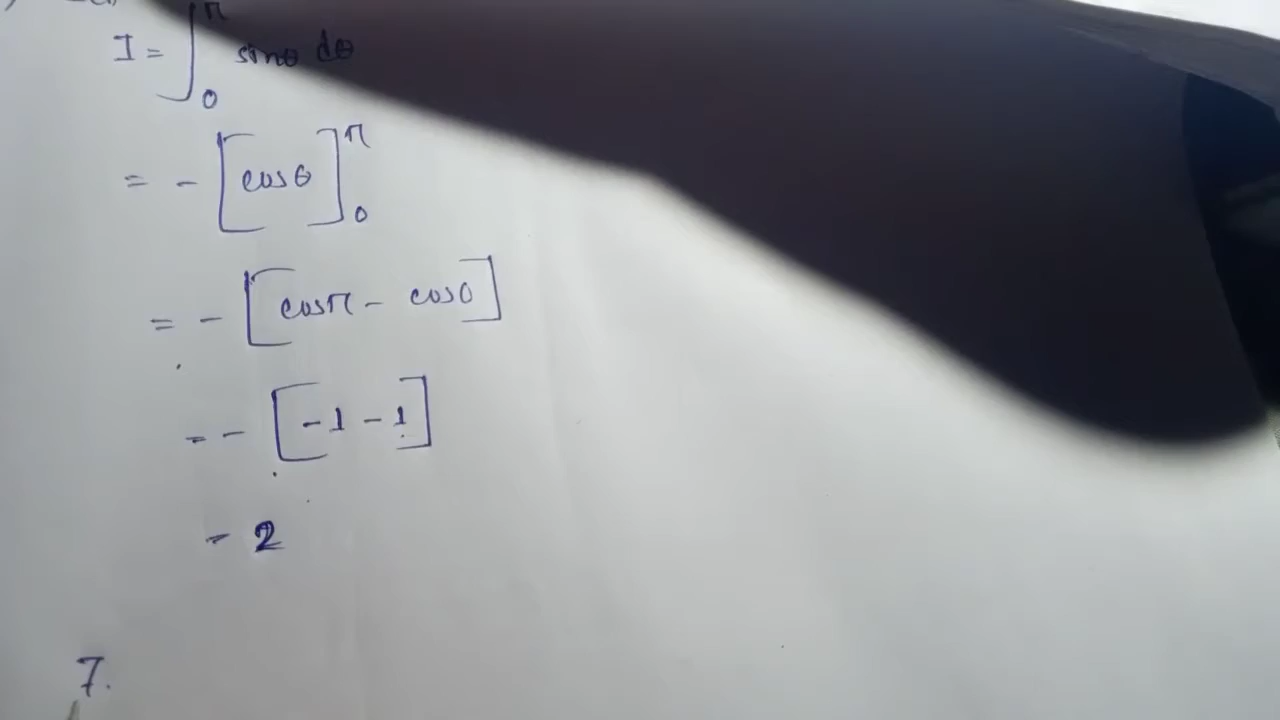 I = ∫₀^π sinθ dθ
= - [cosθ]₀^π
= - [cosπ - cos0]
= - [-1 - 1]
= 2
7.